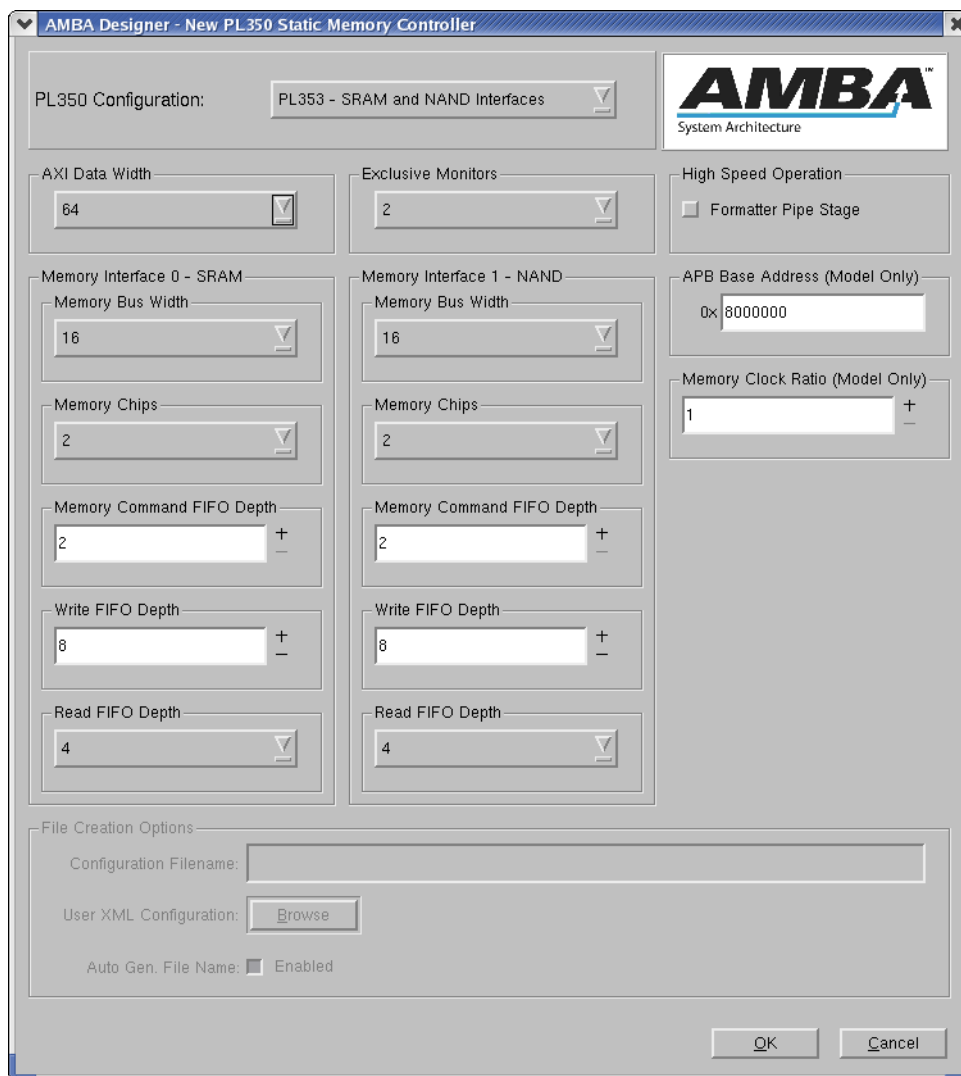 AMBA Designer - New PL350 Static Memory Controller
PL350 Configuration:
PL353 - SRAM and NAND Interfaces
AMBA™
System Architecture
AXI Data Width
64
Exclusive Monitors
2
High Speed Operation
Formatter Pipe Stage
Memory Interface 0 - SRAM
Memory Bus Width
16
Memory Chips
2
Memory Command FIFO Depth
2
+
-
Write FIFO Depth
8
+
-
Read FIFO Depth
4
Memory Interface 1 - NAND
Memory Bus Width
16
Memory Chips
2
Memory Command FIFO Depth
2
+
-
Write FIFO Depth
8
+
-
Read FIFO Depth
4
APB Base Address (Model Only)
0x 8000000
Memory Clock Ratio (Model Only)
1
+
-
File Creation Options
Configuration Filename:
User XML Configuration: Browse
Auto Gen. File Name: Enabled
OK
Cancel